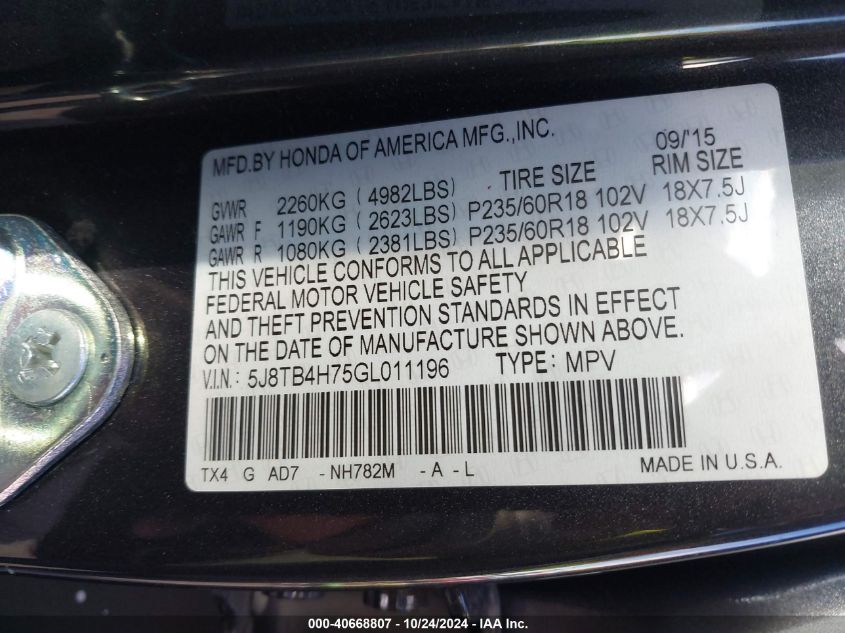 MFD.BY HONDA OF AMERICA MFG.,INC. 09/'15
TIRE SIZE RIM SIZE
GVWR 2260KG (4982LBS)
GAWR F 1190KG (2623LBS) P235/60R18 102V 18X7.5J
GAWR R 1080KG (2381LBS) P235/60R18 102V 18X7.5J
THIS VEHICLE CONFORMS TO ALL APPLICABLE
FEDERAL MOTOR VEHICLE SAFETY
AND THEFT PREVENTION STANDARDS IN EFFECT
ON THE DATE OF MANUFACTURE SHOWN ABOVE.
V.I.N.: 5J8TB4H75GL011196 TYPE: MPV
TX4 G AD7 -NH782M -A -L MADE IN U.S.A.
000-40668807 - 10/24/2024 - IAA Inc.